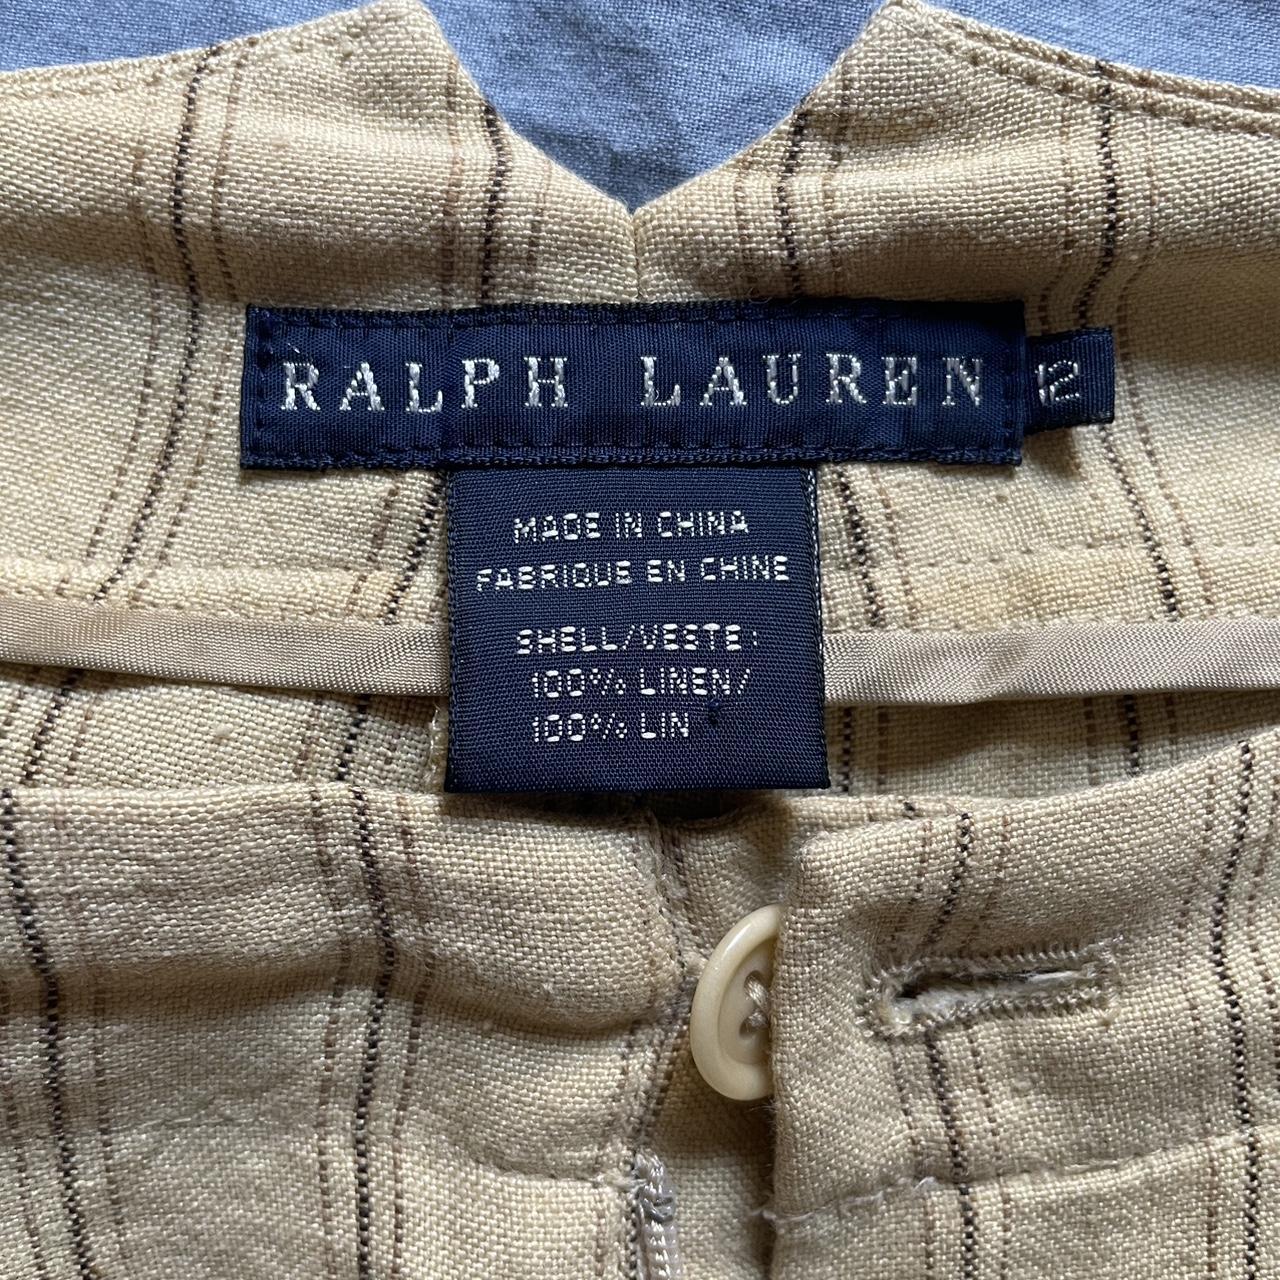 RALPH LAUREN 12
MADE IN CHINA
FABRIQUE EN CHINE
SHELL/VESTE:
100% LINEN/
100% LIN